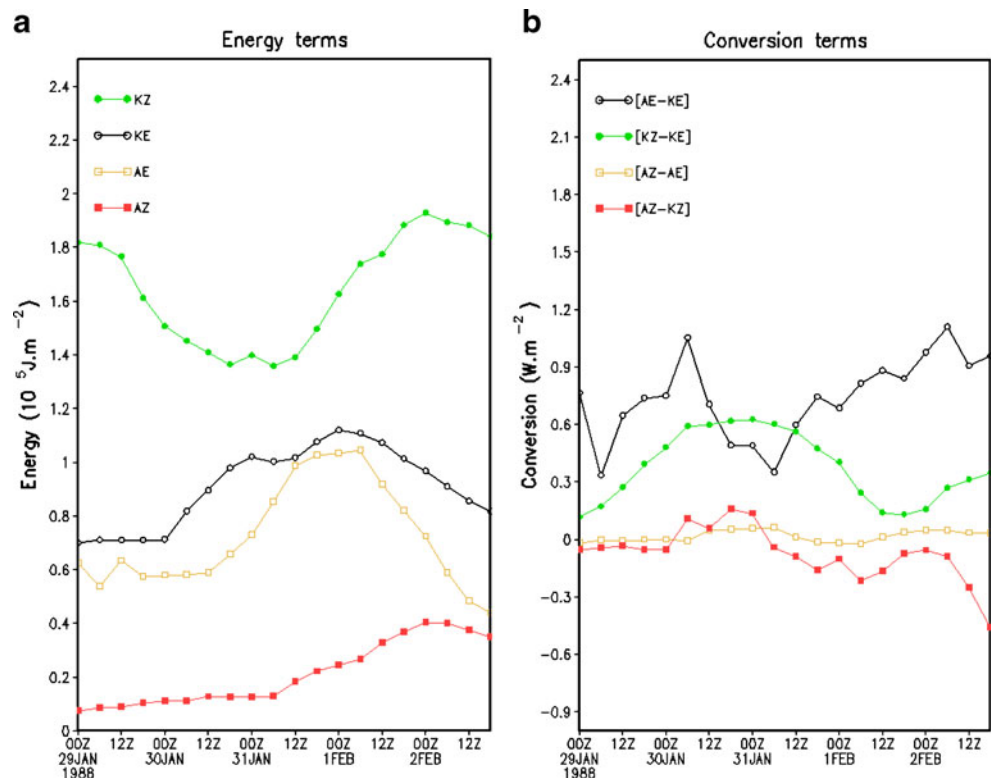 a
Energy terms
2.4
2.2
2
1.8
1.6
1.4
1.2
1
0.8
0.6
0.4
0.2
0
Energy (10 ⁵J.m ⁻²)
KZ
KE
AE
AZ
00Z 12Z 00Z 12Z 00Z 12Z 00Z 12Z 00Z 12Z
29JAN 30JAN 31JAN 1FEB 2FEB
1988
b
Conversion terms
2.4
2.1
1.8
1.5
1.2
0.9
0.6
0.3
0
-0.3
-0.6
-0.9
Conversion (W.m ⁻²)
[AE-KE]
[KZ-KE]
[AZ-AE]
[AZ-KZ]
00Z 12Z 00Z 12Z 00Z 12Z 00Z 12Z 00Z 12Z
29JAN 30JAN 31JAN 1FEB 2FEB
1988